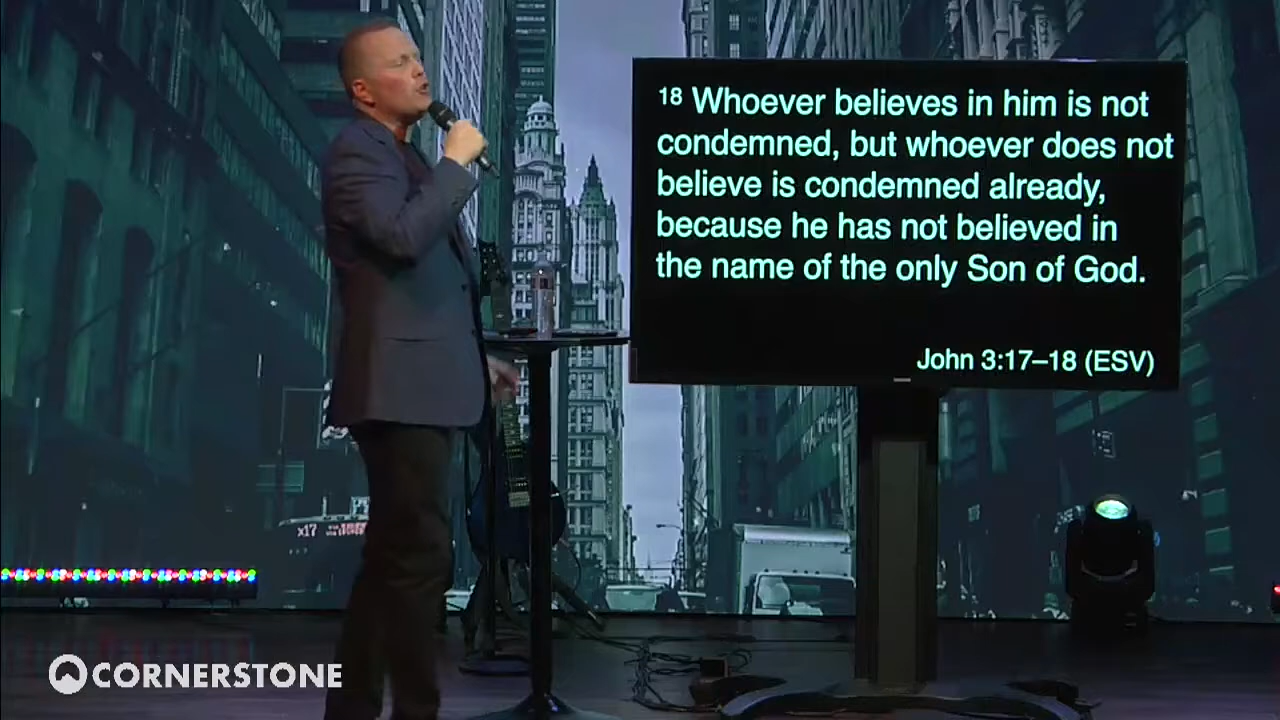 18 Whoever believes in him is not
condemned, but whoever does not
believe is condemned already,
because he has not believed in
the name of the only Son of God.
John 3:17–18 (ESV)
x17
CORNERSTONE